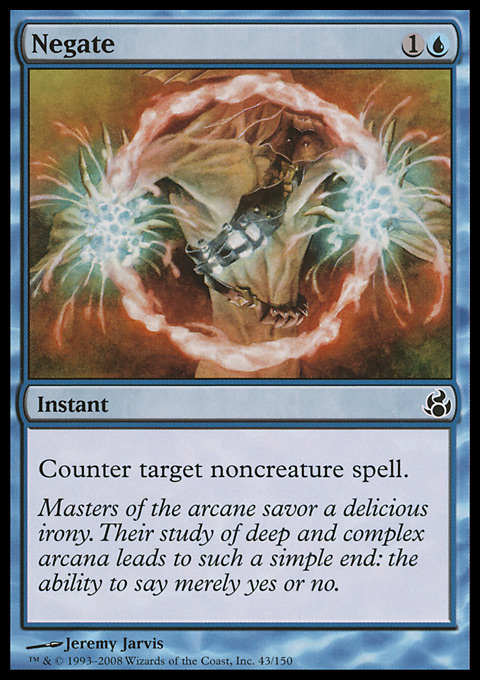 Negate 1
Instant
Counter target noncreature spell.
Masters of the arcane savor a delicious
irony. Their study of deep and complex
arcana leads to such a simple end: the
ability to say merely yes or no.
Jeremy Jarvis
™ & © 1993–2008 Wizards of the Coast, Inc. 43/150